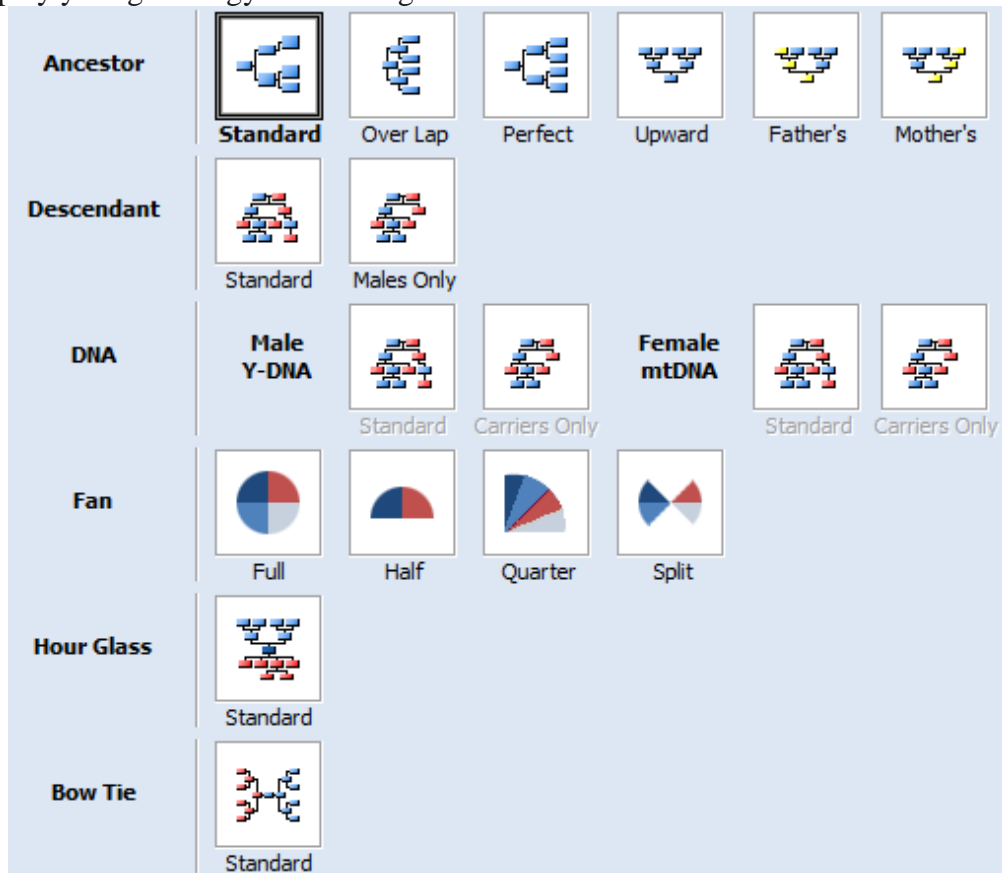 Ancestor
Standard Over Lap Perfect Upward Father's Mother's
Descendant
Standard Males Only
DNA
Male
Y-DNA
Female
mtDNA
Standard Carriers Only Standard Carriers Only
Fan
Full Half Quarter Split
Hour Glass
Standard
Bow Tie
Standard